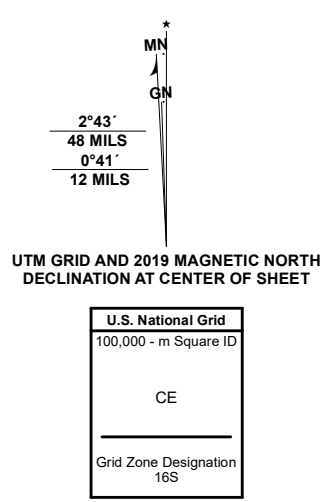 MN
GN
2°43´
48 MILS
0°41´
12 MILS
UTM GRID AND 2019 MAGNETIC NORTH
DECLINATION AT CENTER OF SHEET
U.S. National Grid
100,000 - m Square ID
CE
Grid Zone Designation
16S